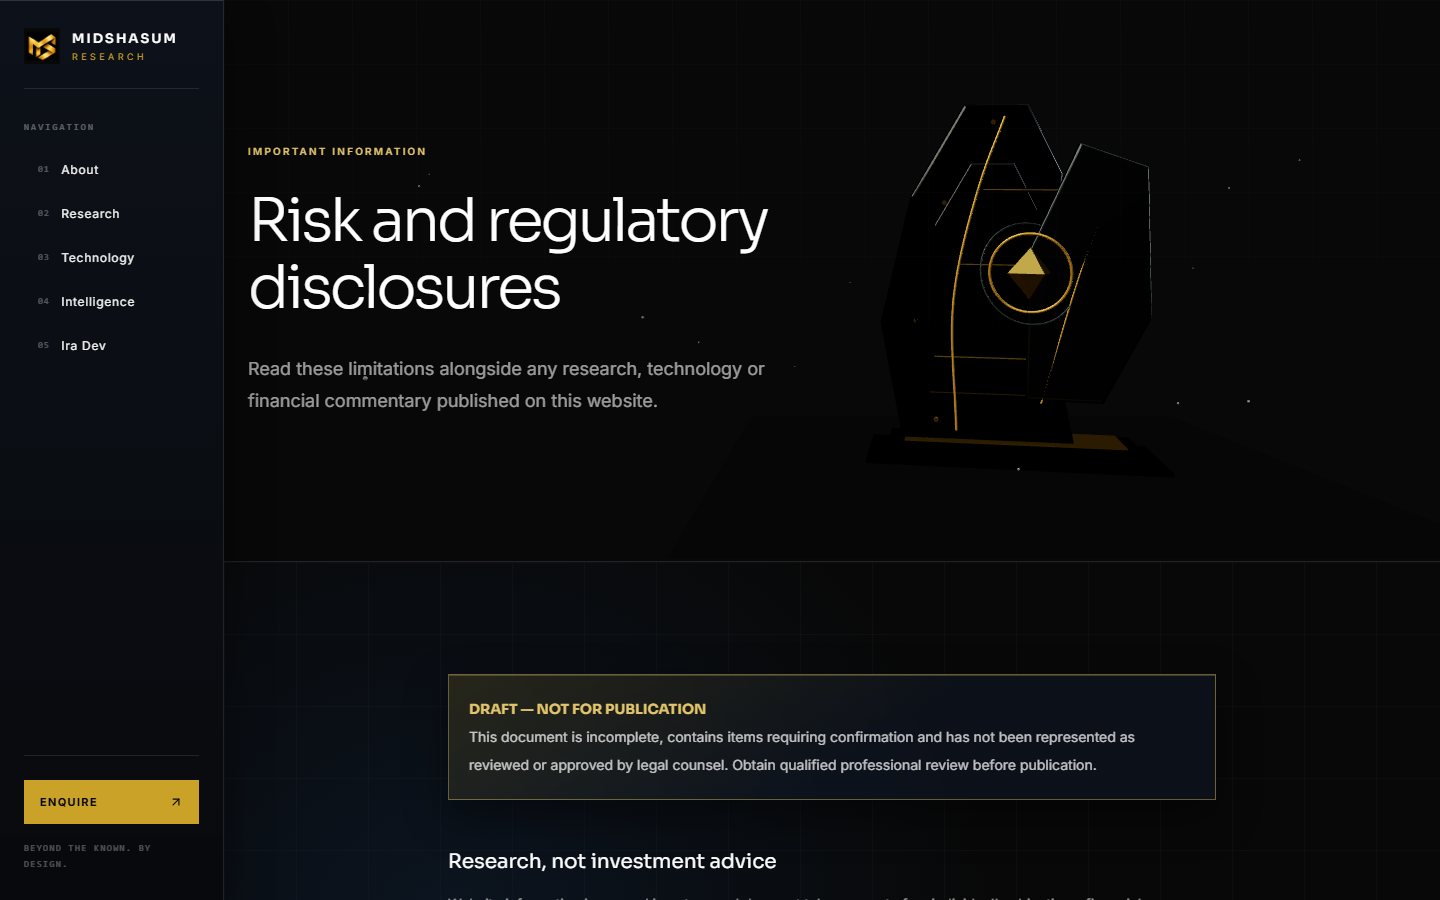 MIDSHASUM
RESEARCH
NAVIGATION
01 About
02 Research
03 Technology
04 Intelligence
05 Ira Dev
ENQUIRE
BEYOND THE KNOWN. BY
DESIGN.
IMPORTANT INFORMATION
Risk and regulatory
disclosures
Read these limitations alongside any research, technology or
financial commentary published on this website.
DRAFT — NOT FOR PUBLICATION
This document is incomplete, contains items requiring confirmation and has not been represented as
reviewed or approved by legal counsel. Obtain qualified professional review before publication.
Research, not investment advice